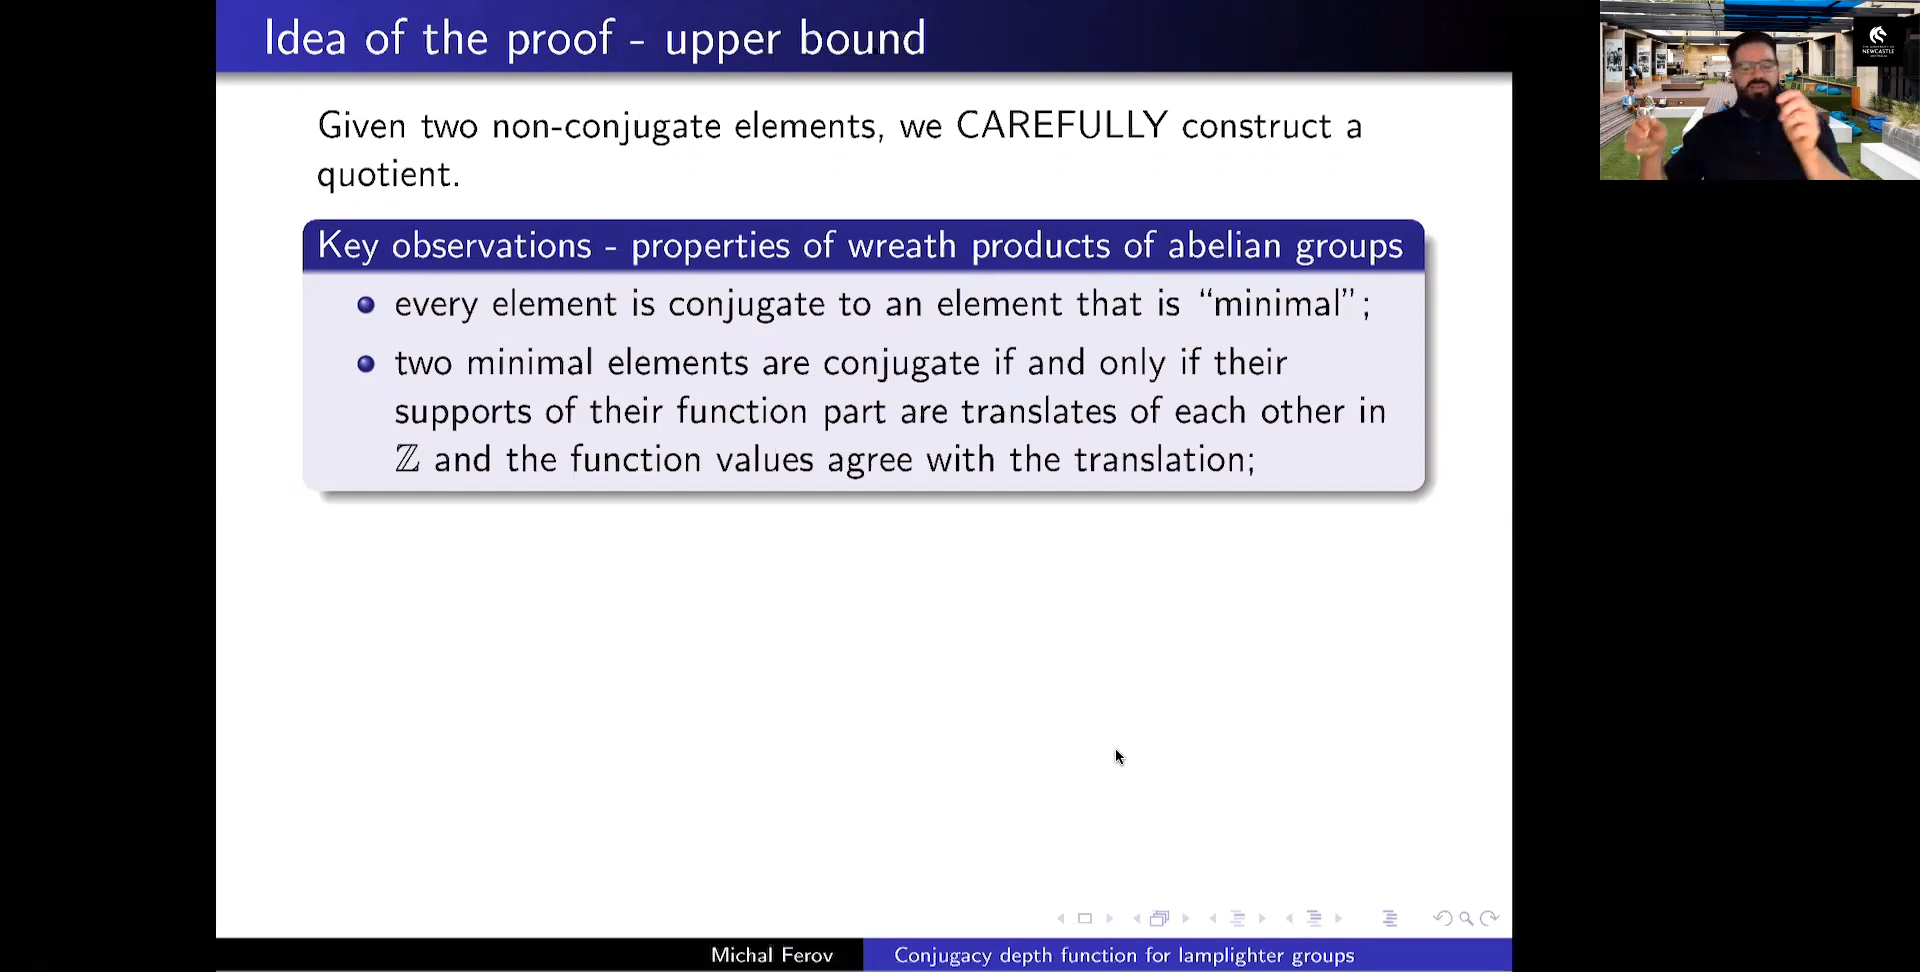 Idea of the proof - upper bound
Given two non-conjugate elements, we CAREFULLY construct a
quotient.
Key observations - properties of wreath products of abelian groups
every element is conjugate to an element that is “minimal”;
two minimal elements are conjugate if and only if their
supports of their function part are translates of each other in
ℤ and the function values agree with the translation;
Michal Ferov
Conjugacy depth function for lamplighter groups
NEWCASTLE